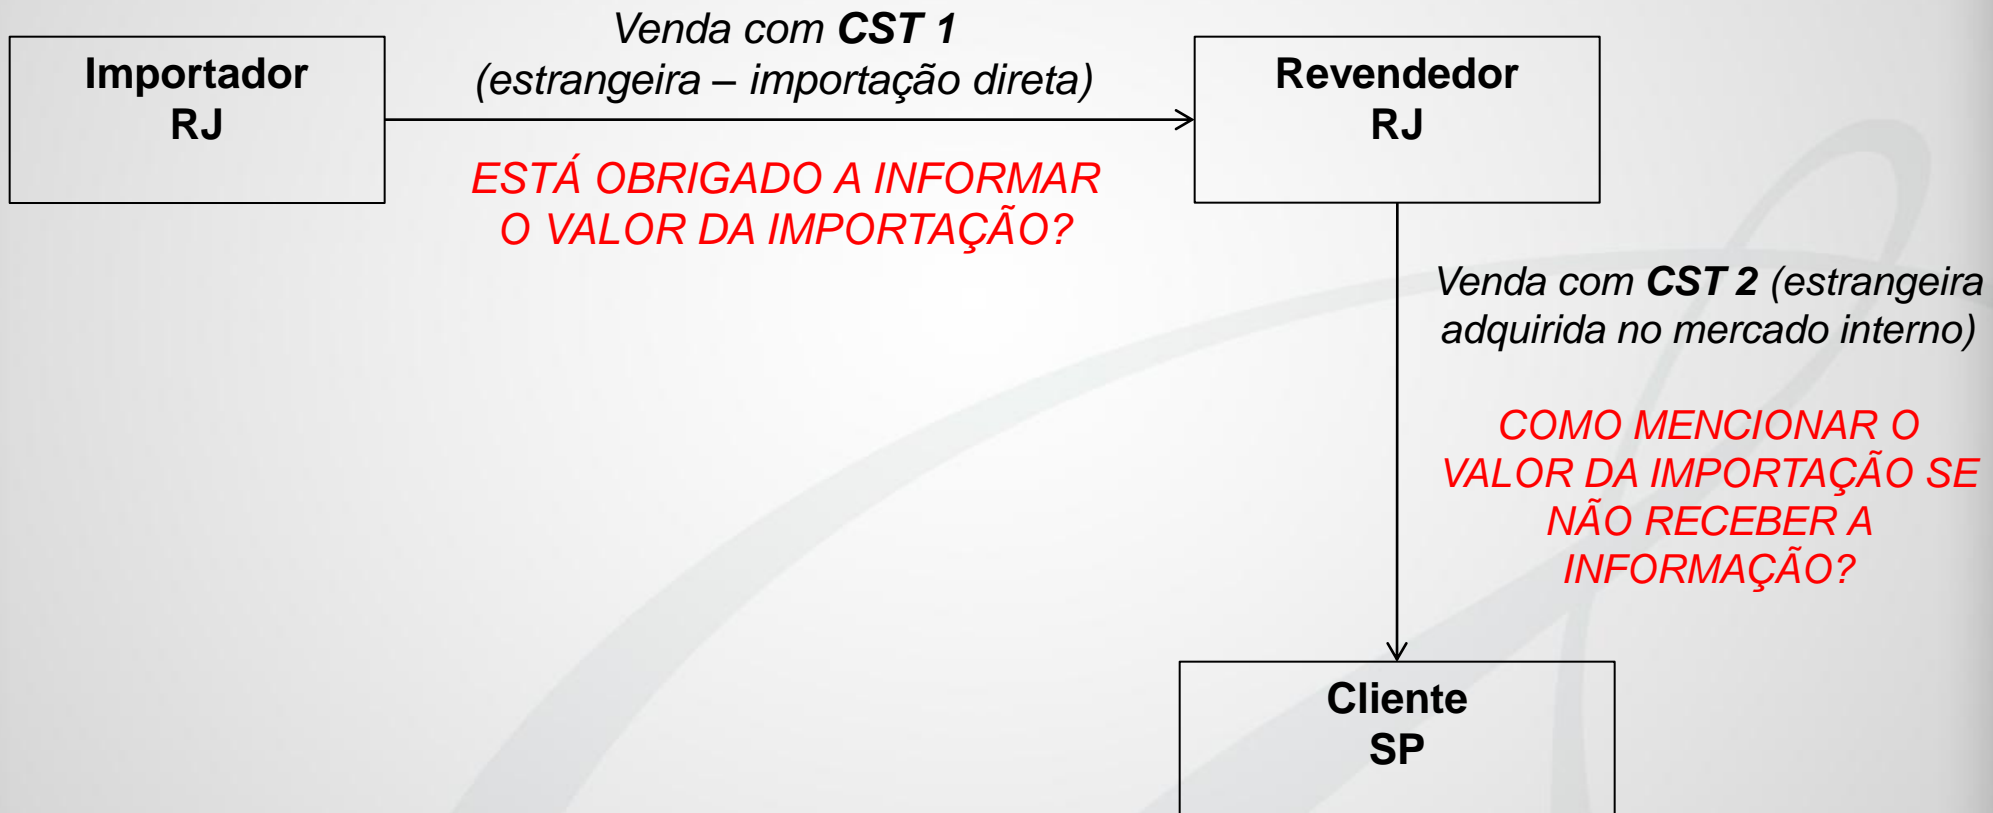 Importador
RJ
Venda com CST 1
(estrangeira – importação direta)
ESTÁ OBRIGADO A INFORMAR
O VALOR DA IMPORTAÇÃO?
Revendedor
RJ
Venda com CST 2 (estrangeira
adquirida no mercado interno)
COMO MENCIONAR O
VALOR DA IMPORTAÇÃO SE
NÃO RECEBER A
INFORMAÇÃO?
Cliente
SP